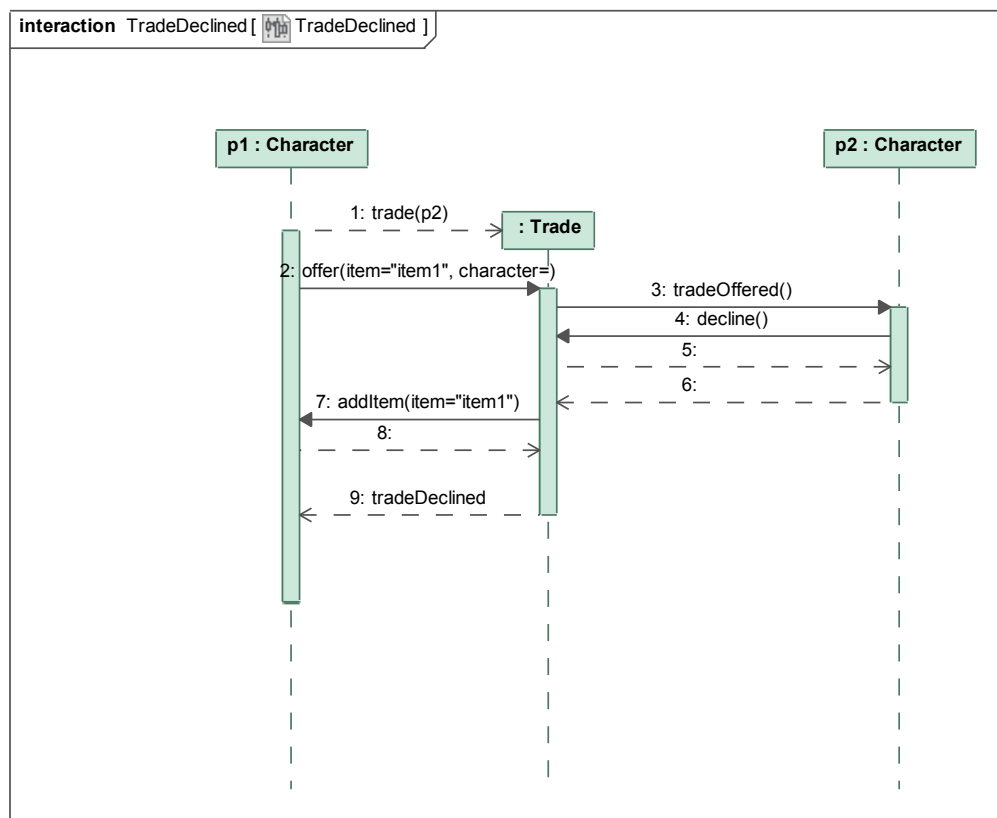 interaction TradeDeclined [ TradeDeclined ]
p1 : Character
p2 : Character
1: trade(p2)
: Trade
2: offer(item="item1", character=)
3: tradeOffered()
4: decline()
5:
6:
7: addItem(item="item1")
8:
9: tradeDeclined